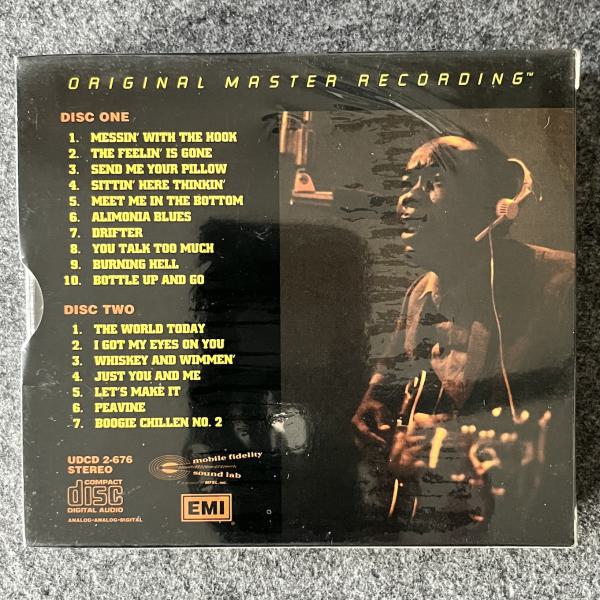 ORIGINAL MASTER RECORDING™
DISC ONE
1. MESSIN' WITH THE HOOK
2. THE FEELIN' IS GONE
3. SEND ME YOUR PILLOW
4. SITTIN' HERE THINKIN'
5. MEET ME IN THE BOTTOM
6. ALIMONIA BLUES
7. DRIFTER
8. YOU TALK TOO MUCH
9. BURNING HELL
10. BOTTLE UP AND GO
DISC TWO
1. THE WORLD TODAY
2. I GOT MY EYES ON YOU
3. WHISKEY AND WIMMEN'
4. JUST YOU AND ME
5. LET'S MAKE IT
6. PEAVINE
7. BOOGIE CHILLEN NO. 2
UDCD 2-676
STEREO
mobile fidelity
sound lab
MFSL, INC.
COMPACT
disc
DIGITAL AUDIO
EMI
ANALOG-ANALOG-DIGITAL